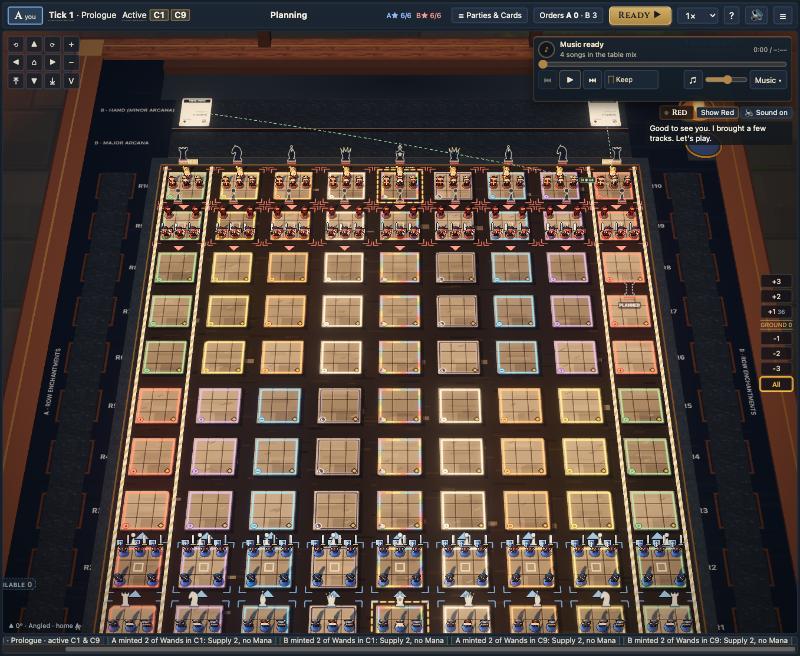 A you Tick 1 · Prologue Active C1 C9 Planning A★ 6/6 B★ 6/6 ≡ Parties & Cards Orders A 0 · B 3 READY ▶ 1× ? ≡
Music ready
4 songs in the table mix
0:00 / –:––
Keep
Music
RED Show Red Sound on
Good to see you. I brought a few
tracks. Let's play.
B - HAND (MINOR ARCANA)
B - MAJOR ARCANA
PLANNED
+3
+2
+1 36
GROUND 0
-1
-2
-3
All
A - ROW ENCHANTMENTS
B - ROW ENCHANTMENTS
ILABLE 0
▲ 0° · Angled · home
· Prologue · active C1 & C9 A minted 2 of Wands in C1: Supply 2, no Mana B minted 2 of Wands in C1: Supply 2, no Mana A minted 2 of Wands in C9: Supply 2, no Mana B minted 2 of Wands in C9: Supply 2, no Mana